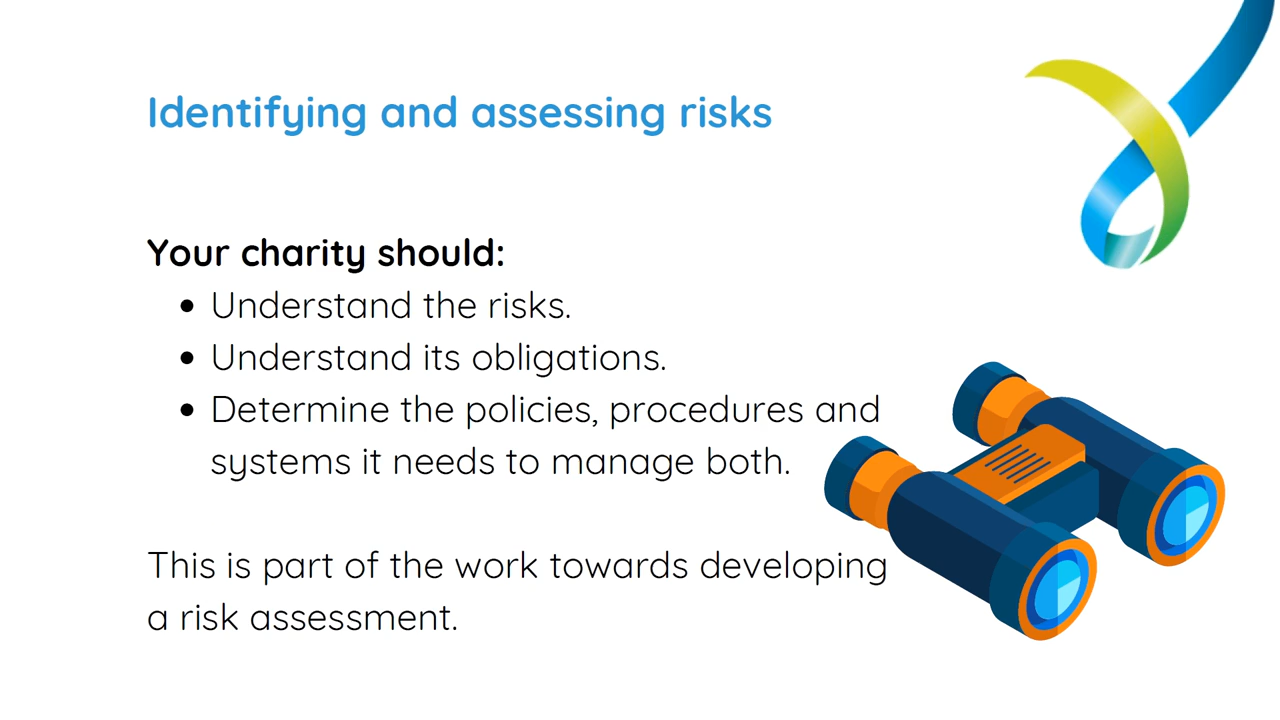 Identifying and assessing risks
Your charity should:
• Understand the risks.
• Understand its obligations.
• Determine the policies, procedures and
systems it needs to manage both.
This is part of the work towards developing
a risk assessment.